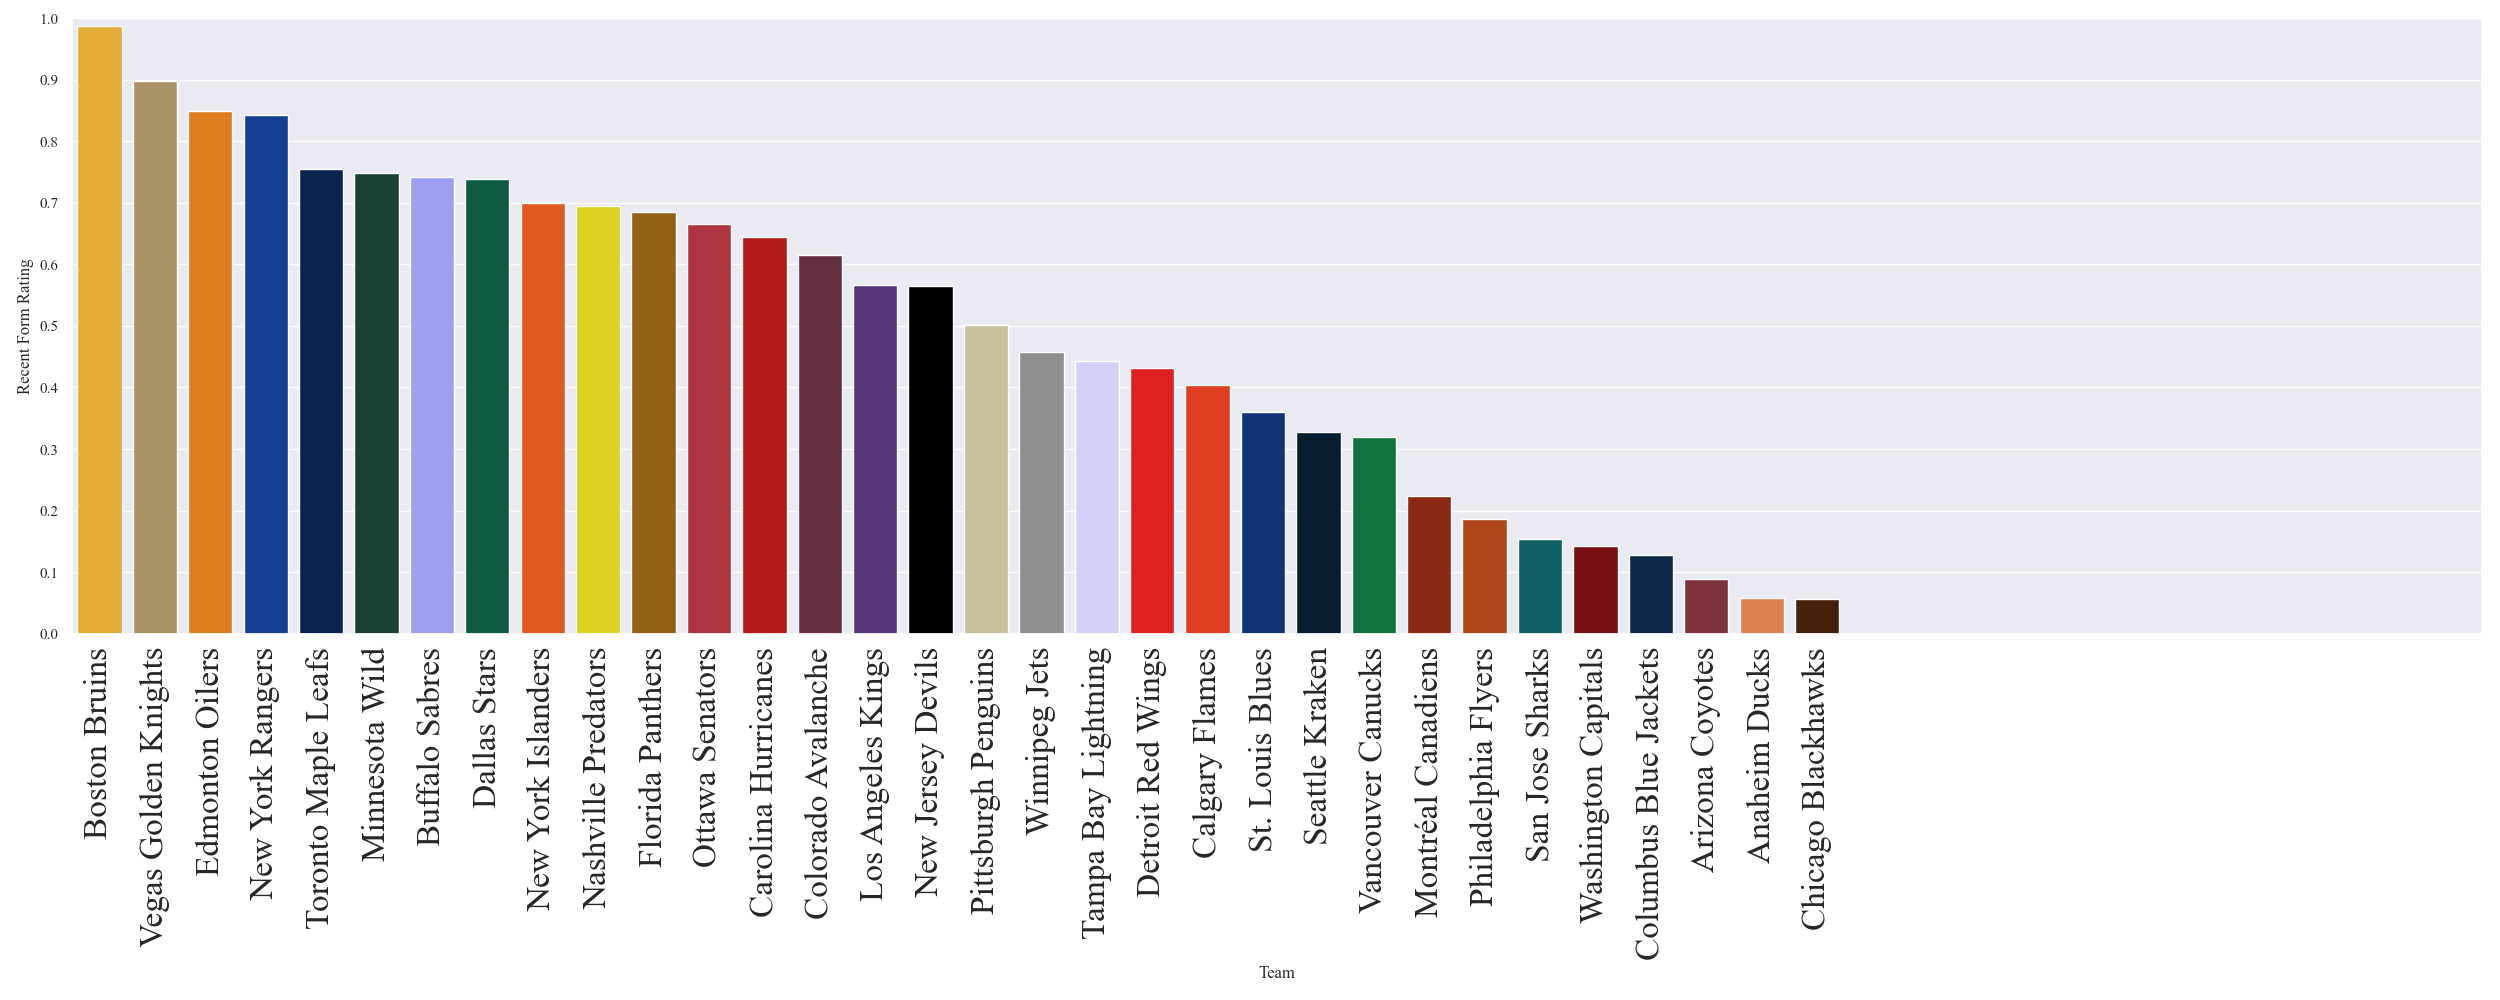 1.0
0.9
0.8
0.7
0.6
0.5
0.4
0.3
0.2
0.1
0.0
Recent Form Rating
Boston Bruins
Vegas Golden Knights
Edmonton Oilers
New York Rangers
Toronto Maple Leafs
Minnesota Wild
Buffalo Sabres
Dallas Stars
New York Islanders
Nashville Predators
Florida Panthers
Ottawa Senators
Carolina Hurricanes
Colorado Avalanche
Los Angeles Kings
New Jersey Devils
Pittsburgh Penguins
Winnipeg Jets
Tampa Bay Lightning
Detroit Red Wings
Calgary Flames
St. Louis Blues
Seattle Kraken
Vancouver Canucks
Montréal Canadiens
Philadelphia Flyers
San Jose Sharks
Washington Capitals
Columbus Blue Jackets
Arizona Coyotes
Anaheim Ducks
Chicago Blackhawks
Team